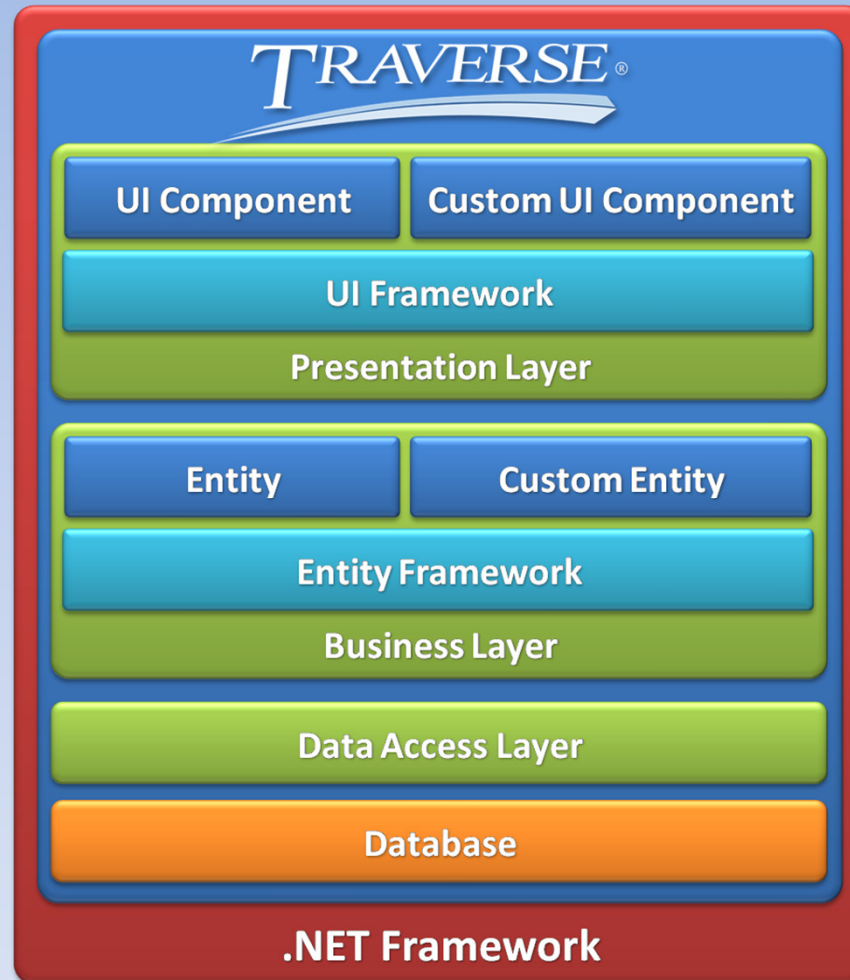 TRAVERSE®
UI Component
Custom UI Component
UI Framework
Presentation Layer
Entity
Custom Entity
Entity Framework
Business Layer
Data Access Layer
Database
.NET Framework